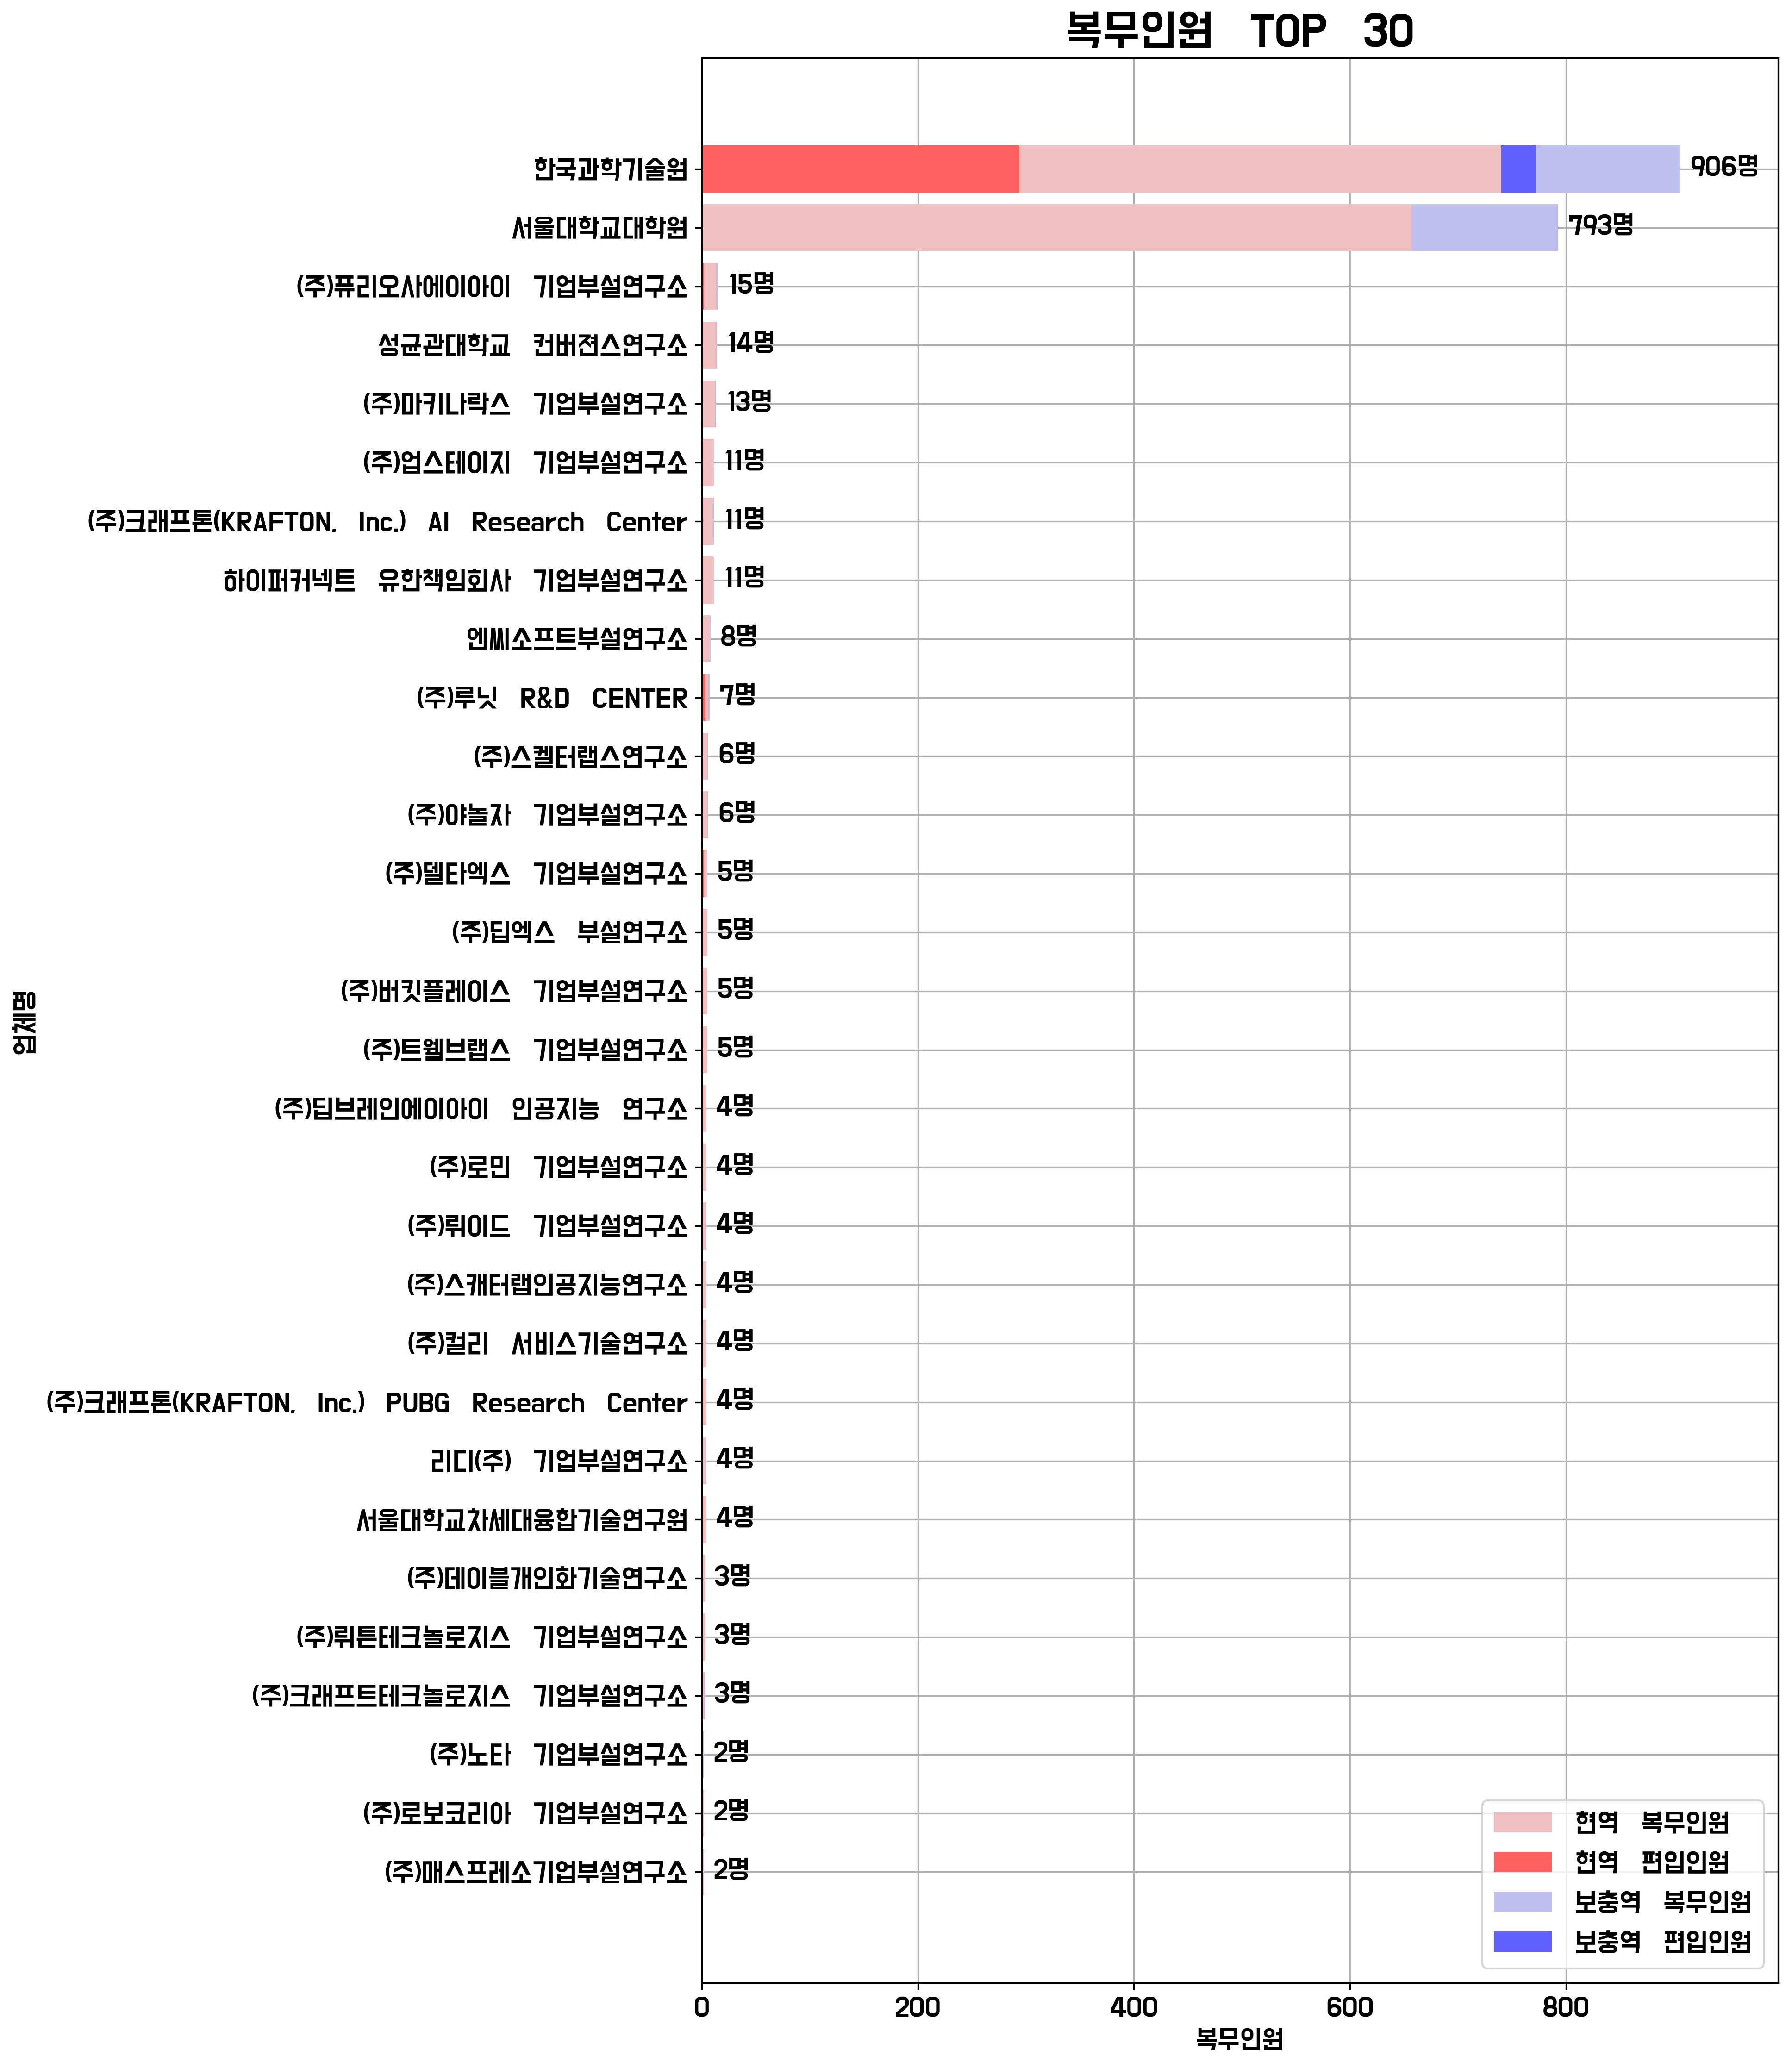 복무인원 TOP 30
한국과학기술원 906명
서울대학교대학원 793명
(주)퓨리오사에이아이 기업부설연구소 15명
성균관대학교 컨버젼스연구소 14명
(주)마키나락스 기업부설연구소 13명
(주)업스테이지 기업부설연구소 11명
(주)크래프톤(KRAFTON, Inc.) AI Research Center 11명
하이퍼커넥트 유한책임회사 기업부설연구소 11명
엔씨소프트부설연구소 8명
(주)루닛 R&D CENTER 7명
(주)스켈터랩스연구소 6명
(주)야놀자 기업부설연구소 6명
(주)델타엑스 기업부설연구소 5명
(주)딥엑스 부설연구소 5명
(주)버킷플레이스 기업부설연구소 5명
(주)트웰브랩스 기업부설연구소 5명
(주)딥브레인에이아이 인공지능 연구소 4명
(주)로민 기업부설연구소 4명
(주)뤼이드 기업부설연구소 4명
(주)스캐터랩인공지능연구소 4명
(주)컬리 서비스기술연구소 4명
(주)크래프톤(KRAFTON, Inc.) PUBG Research Center 4명
리디(주) 기업부설연구소 4명
서울대학교차세대융합기술연구원 4명
(주)데이블개인화기술연구소 3명
(주)뤼튼테크놀로지스 기업부설연구소 3명
(주)크래프트테크놀로지스 기업부설연구소 3명
(주)노타 기업부설연구소 2명
(주)로보코리아 기업부설연구소 2명
(주)매스프레소기업부설연구소 2명
업체명
현역 복무인원
현역 편입인원
보충역 복무인원
보충역 편입인원
0 200 400 600 800
복무인원